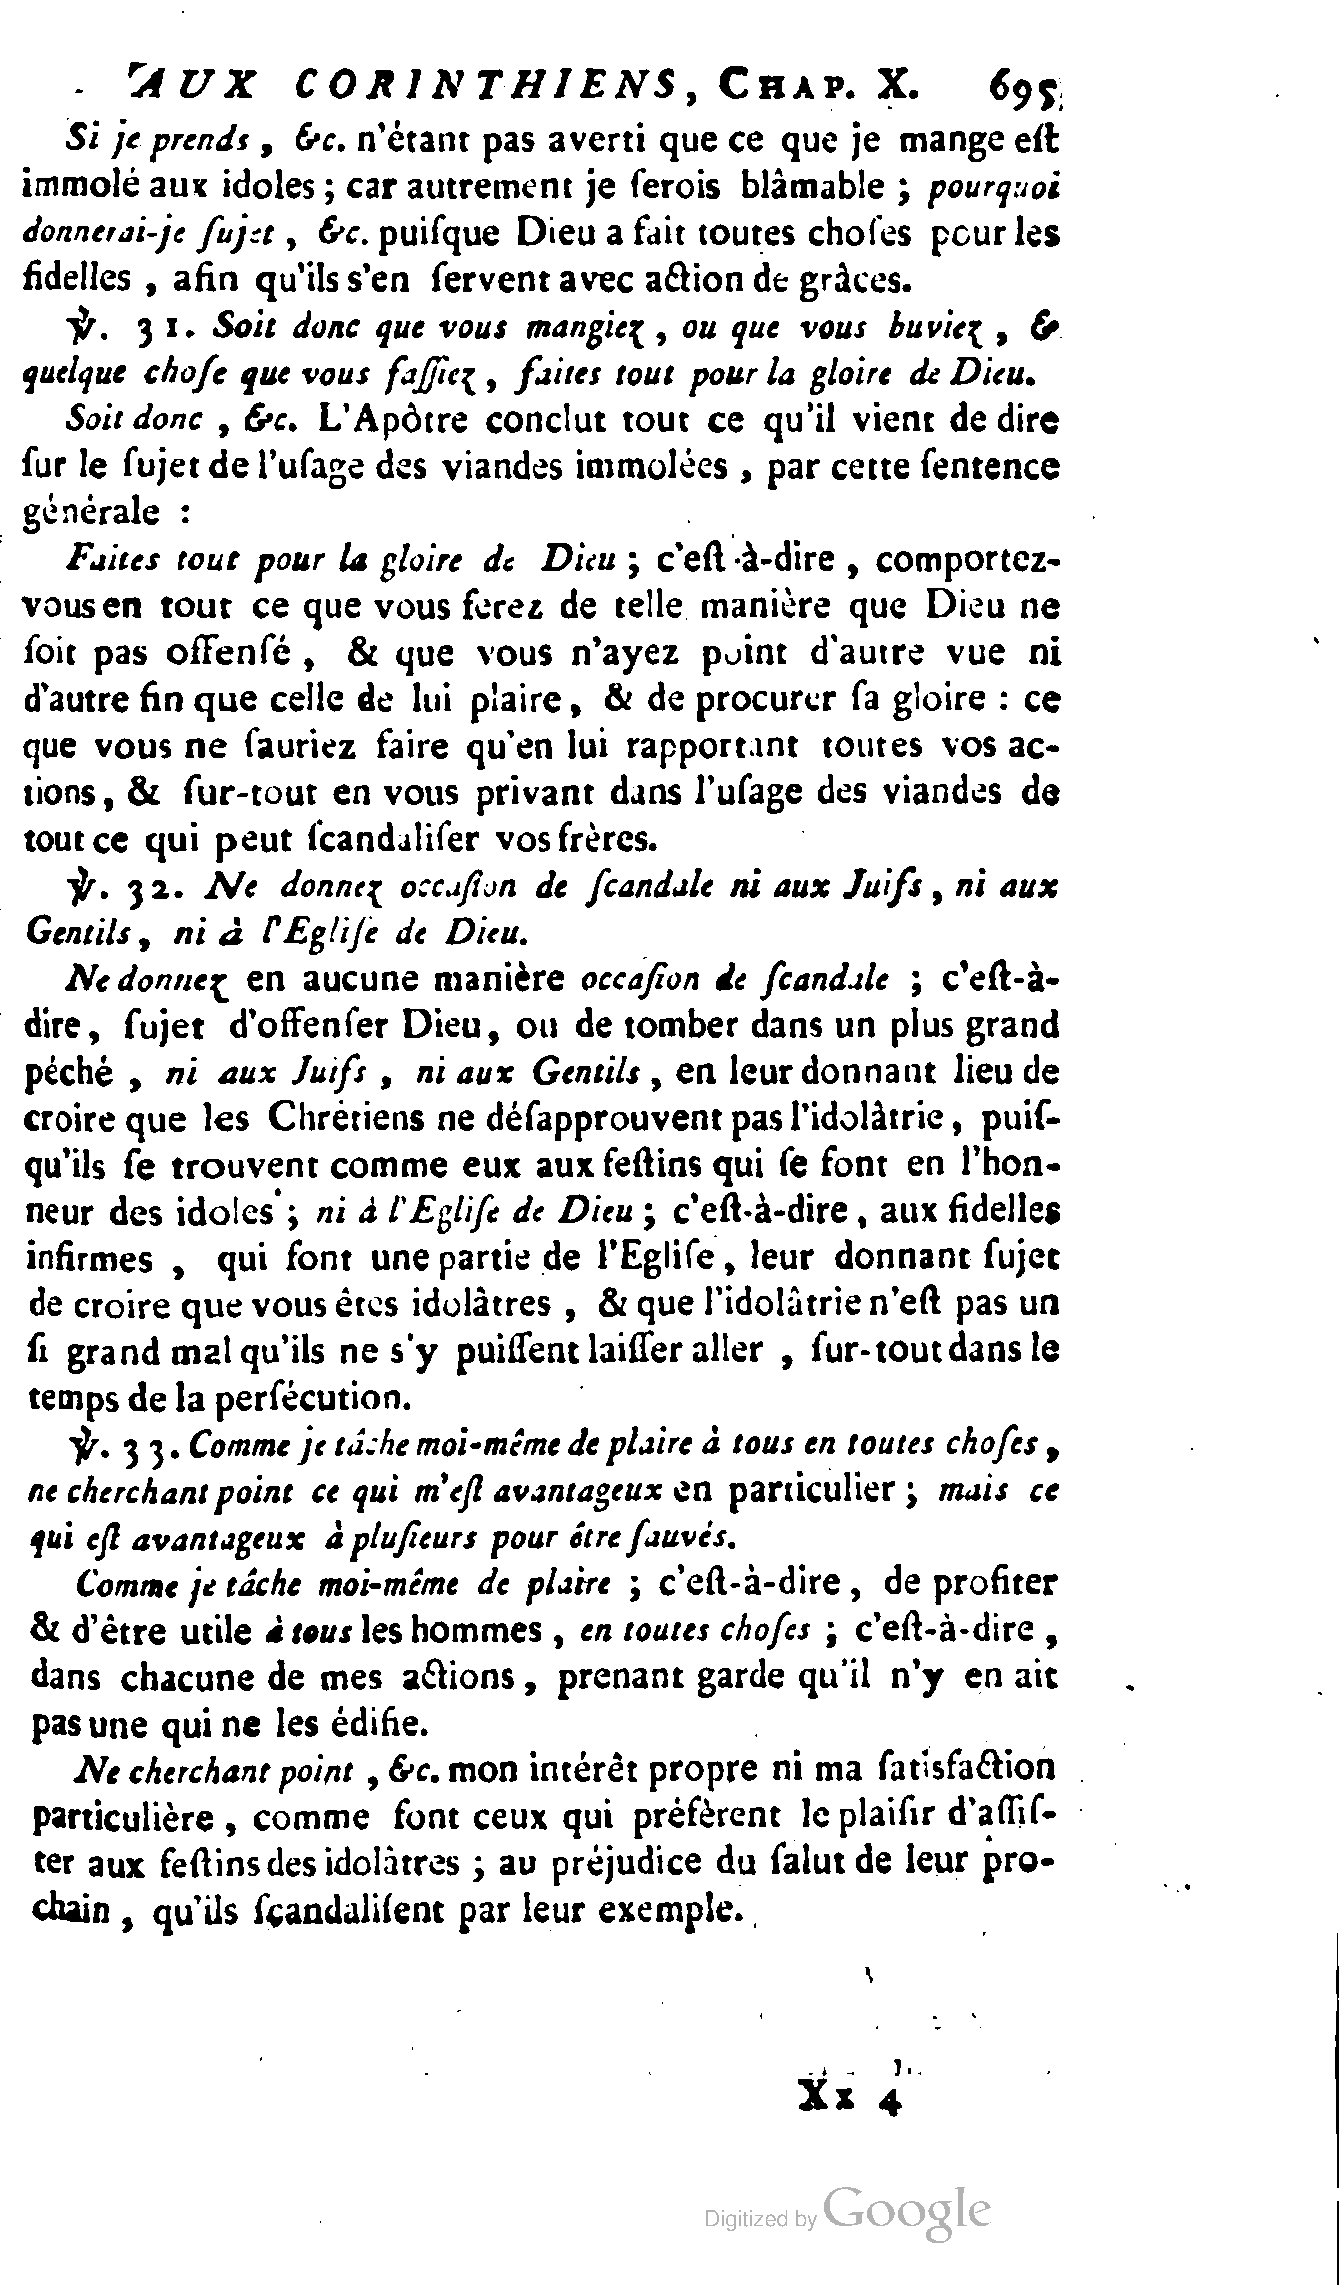 AUX CORINTHIENS, CHAP. X. 695
Si je prends, &c. n'étant pas averti que ce que je mange eſt
immolé aux idoles ; car autrement je ſerois blâmable ; pourquoi
donnerai-je ſujet, &c. puiſque Dieu a fait toutes choſes pour les
fidelles, afin qu'ils s'en ſervent avec action de grâces.
℣. 31. Soit donc que vous mangiez, ou que vous buviez, &
quelque choſe que vous faſſiez, faites tout pour la gloire de Dieu.
Soit donc, &c. L'Apôtre conclut tout ce qu'il vient de dire
ſur le ſujet de l'uſage des viandes immolées, par cette ſentence
générale :
Faites tout pour la gloire de Dieu ; c'eſt-à-dire, comportez-
vous en tout ce que vous ferez de telle manière que Dieu ne
ſoit pas offenſé, & que vous n'ayez point d'autre vue ni
d'autre fin que celle de lui plaire, & de procurer ſa gloire : ce
que vous ne ſauriez faire qu'en lui rapportant toutes vos ac-
tions, & ſur-tout en vous privant dans l'uſage des viandes de
tout ce qui peut ſcandaliſer vos frères.
℣. 32. Ne donnez occaſion de ſcandale ni aux Juifs, ni aux
Gentils, ni à l'Egliſe de Dieu.
Ne donnez en aucune manière occaſion de ſcandale ; c'eſt-à-
dire, ſujet d'offenſer Dieu, ou de tomber dans un plus grand
péché, ni aux Juifs, ni aux Gentils, en leur donnant lieu de
croire que les Chrétiens ne déſapprouvent pas l'idolâtrie, puiſ-
qu'ils ſe trouvent comme eux aux feſtins qui ſe font en l'hon-
neur des idoles ; ni à l'Egliſe de Dieu ; c'eſt-à-dire, aux fidelles
infirmes, qui font une partie de l'Egliſe, leur donnant ſujet
de croire que vous êtes idolâtres, & que l'idolâtrie n'eſt pas un
ſi grand mal qu'ils ne s'y puiſſent laiſſer aller, ſur-tout dans le
temps de la perſécution.
℣. 33. Comme je tâche moi-même de plaire à tous en toutes choſes,
ne cherchant point ce qui m'eſt avantageux en particulier ; mais ce
qui eſt avantageux à pluſieurs pour être ſauvés.
Comme je tâche moi-même de plaire ; c'eſt-à-dire, de profiter
& d'être utile à tous les hommes, en toutes choſes ; c'eſt-à-dire,
dans chacune de mes actions, prenant garde qu'il n'y en ait
pas une qui ne les édifie.
Ne cherchant point, &c. mon intérêt propre ni ma ſatisfaction
particulière, comme font ceux qui préfèrent le plaiſir d'aſſiſ-
ter aux feſtins des idolâtres ; au préjudice du ſalut de leur pro-
chain, qu'ils ſçandaliſent par leur exemple.
Xx 4
Digitized by Google